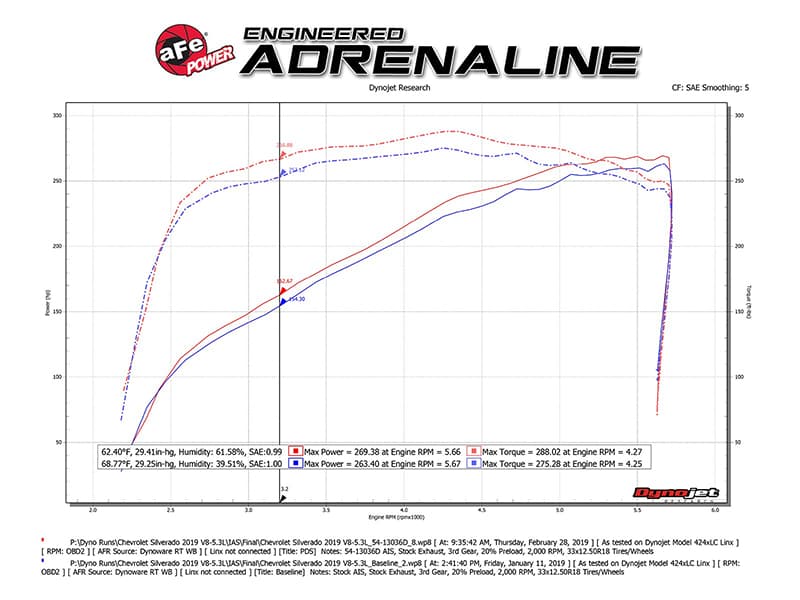 aFe POWER
ENGINEERED
ADRENALINE
Dynojet Research
CF: SAE Smoothing: 5
300
300
250
250
200
200
150
150
100
100
50
50
Power (hp)
Torque (ft-lbs)
162.67
154.30
62.40°F, 29.41in-hg, Humidity: 61.58%, SAE:0.99 Max Power = 269.38 at Engine RPM = 5.66 Max Torque = 288.02 at Engine RPM = 4.27
68.77°F, 29.25in-hg, Humidity: 39.51%, SAE:1.00 Max Power = 263.40 at Engine RPM = 5.67 Max Torque = 275.28 at Engine RPM = 4.25
3.2
Dynojet
RESEARCH
2.0 2.5 3.0 3.5 4.0 4.5 5.0 5.5 6.0
Engine RPM (rpmx1000)
P:\Dyno Runs\Chevrolet Silverado 2019 V8-5.3L\IAS\Final\Chevrolet Silverado 2019 V8-5.3L_54-13036D_8.wp8 [ At: 9:35:42 AM, Thursday, February 28, 2019 ] [ As tested on Dynojet Model 424xLC Linx ]
[ RPM: OBD2 ] [ AFR Source: Dynoware RT WB ] [ Linx not connected ] [Title: PDS] Notes: 54-13036D AIS, Stock Exhaust, 3rd Gear, 20% Preload, 2,000 RPM, 33x12.50R18 Tires/Wheels
P:\Dyno Runs\Chevrolet Silverado 2019 V8-5.3L\IAS\Final\Chevrolet Silverado 2019 V8-5.3L_Baseline_2.wp8 [ At: 2:41:40 PM, Friday, January 11, 2019 ] [ As tested on Dynojet Model 424xLC Linx ] [ RPM:
OBD2 ] [ AFR Source: Dynoware RT WB ] [ Linx not connected ] [Title: Baseline] Notes: Stock AIS, Stock Exhaust, 3rd Gear, 20% Preload, 2,000 RPM, 33x12.50R18 Tires/Wheels